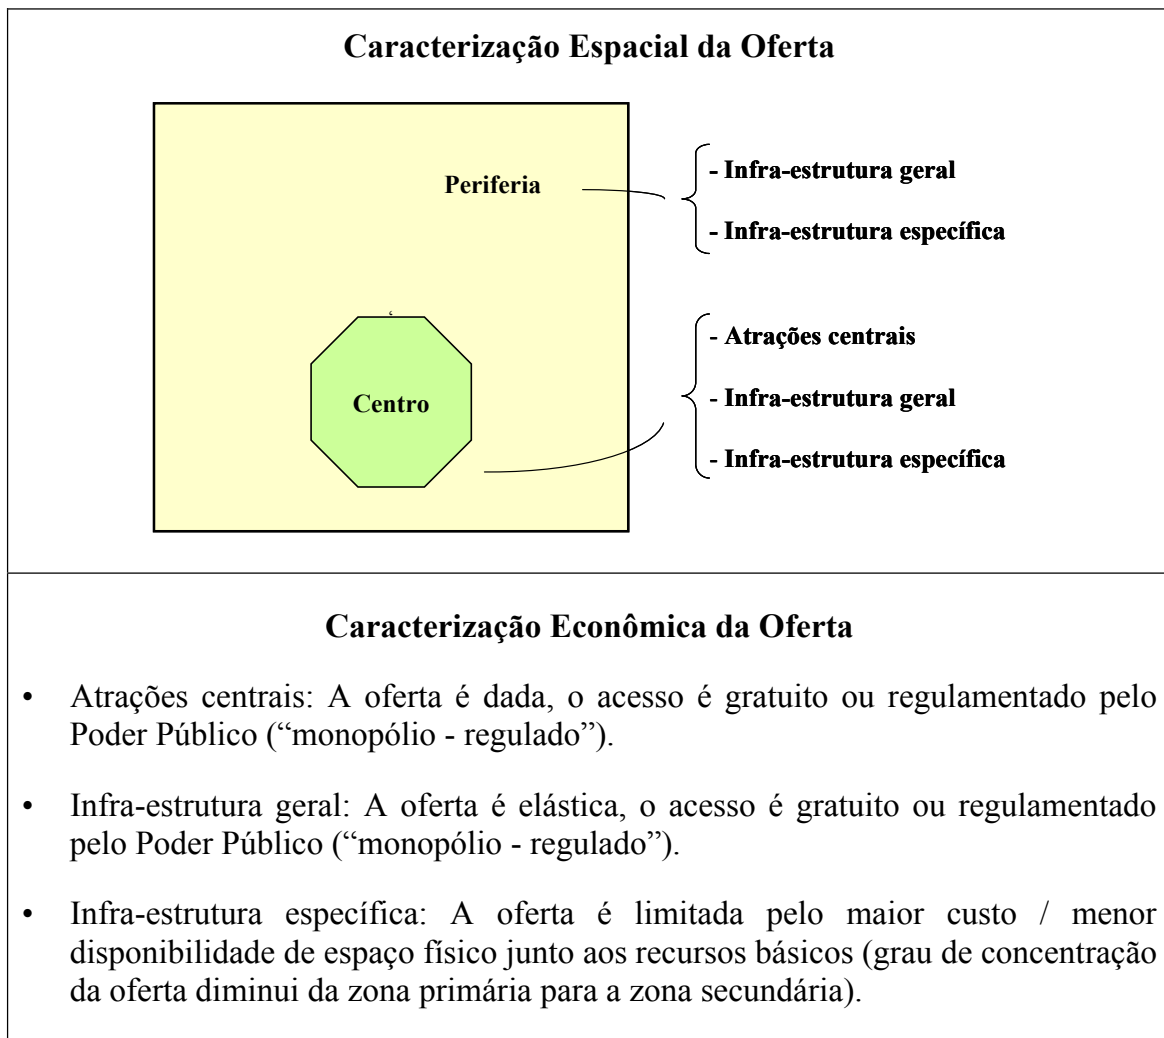 Caracterização Espacial da Oferta
Periferia
- Infra-estrutura geral
- Infra-estrutura específica
Centro
- Atrações centrais
- Infra-estrutura geral
- Infra-estrutura específica
Caracterização Econômica da Oferta
• Atrações centrais: A oferta é dada, o acesso é gratuito ou regulamentado pelo
Poder Público (“monopólio - regulado”).
• Infra-estrutura geral: A oferta é elástica, o acesso é gratuito ou regulamentado
pelo Poder Público (“monopólio - regulado”).
• Infra-estrutura específica: A oferta é limitada pelo maior custo / menor
disponibilidade de espaço físico junto aos recursos básicos (grau de concentração
da oferta diminui da zona primária para a zona secundária).